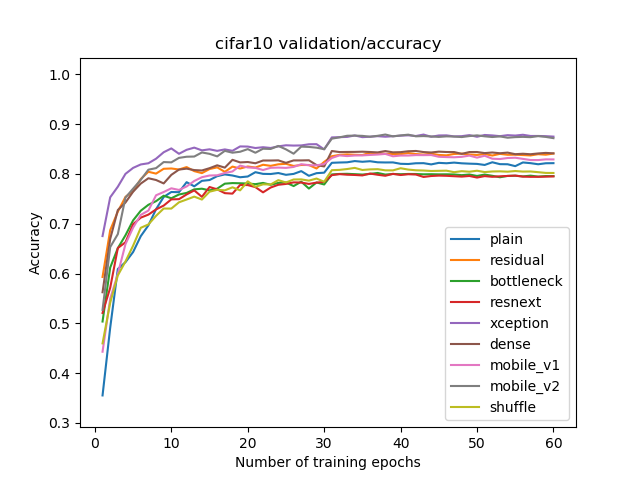 cifar10 validation/accuracy
Accuracy
1.0
0.9
0.8
0.7
0.6
0.5
0.4
0.3
0
10
20
30
40
50
60
Number of training epochs
plain
residual
bottleneck
resnext
xception
dense
mobile_v1
mobile_v2
shuffle